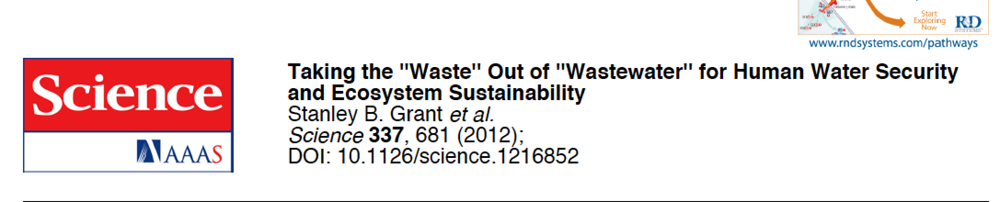 Start
Exploring
Now
R&D
SYSTEMS
www.rndsystems.com/pathways
Science
AAAS
Taking the "Waste" Out of "Wastewater" for Human Water Security
and Ecosystem Sustainability
Stanley B. Grant et al.
Science 337, 681 (2012);
DOI: 10.1126/science.1216852